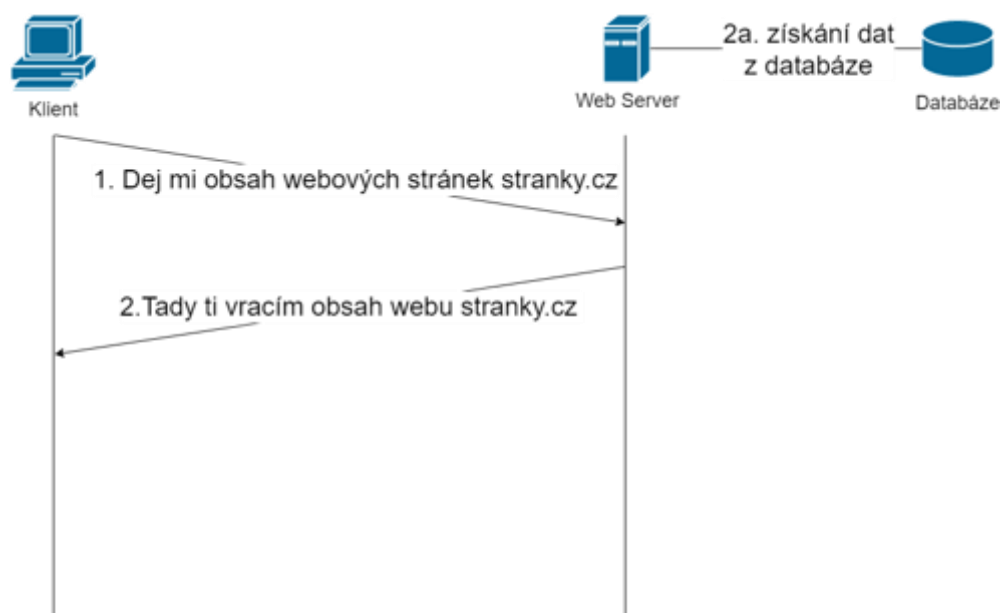 2a. získání dat
z databáze
Klient
Web Server
Databáze
1. Dej mi obsah webových stránek stranky.cz
2.Tady ti vracím obsah webu stranky.cz